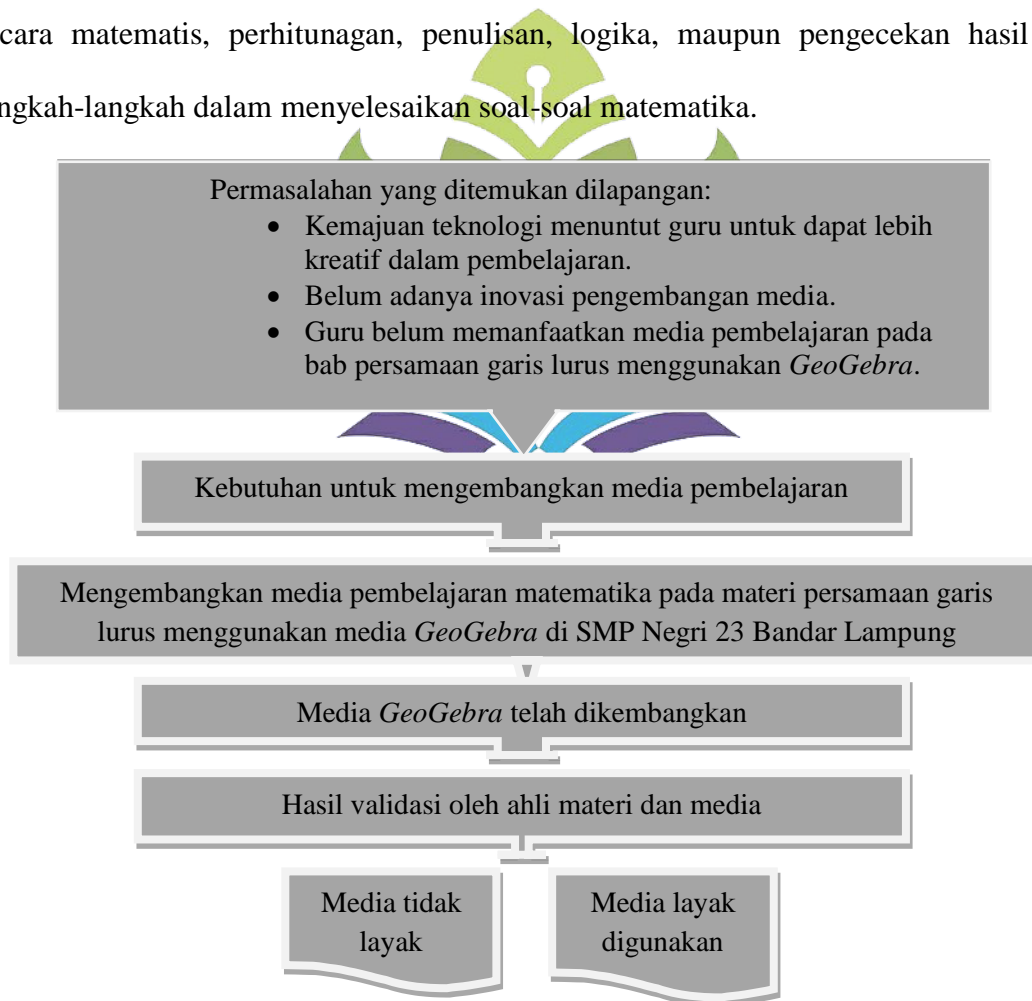 cara matematis, perhitunagan, penulisan, logika, maupun pengecekan hasil
ngkah-langkah dalam menyelesaikan soal-soal matematika.
Permasalahan yang ditemukan dilapangan:
• Kemajuan teknologi menuntut guru untuk dapat lebih
kreatif dalam pembelajaran.
• Belum adanya inovasi pengembangan media.
• Guru belum memanfaatkan media pembelajaran pada
bab persamaan garis lurus menggunakan GeoGebra.
Kebutuhan untuk mengembangkan media pembelajaran
Mengembangkan media pembelajaran matematika pada materi persamaan garis
lurus menggunakan media GeoGebra di SMP Negri 23 Bandar Lampung
Media GeoGebra telah dikembangkan
Hasil validasi oleh ahli materi dan media
Media tidak
layak
Media layak
digunakan